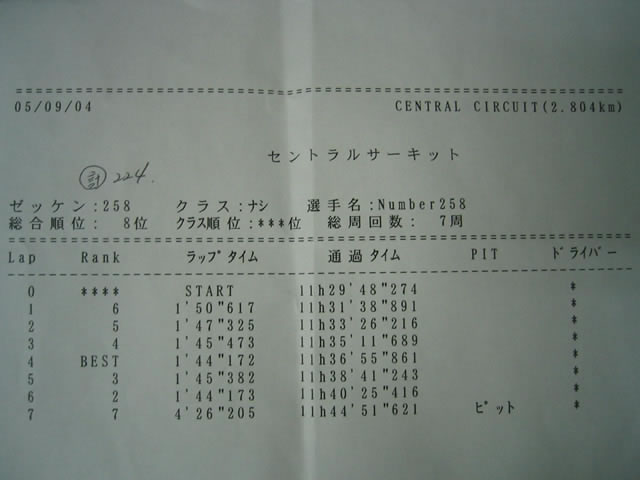 05/09/04 CENTRAL CIRCUIT(2.804km)
セントラルサーキット
計 224.
ゼッケン:258 クラス:ナシ 選手名:Number258
総合順位: 8位 クラス順位:***位 総周回数: 7周
Lap Rank ラップタイム 通過タイム PIT ドライバー
0 **** START 11h29'48"274 *
1 6 1'50"617 11h31'38"891 *
2 5 1'47"325 11h33'26"216 *
3 4 1'45"473 11h35'11"689 *
4 BEST 1'44"172 11h36'55"861 *
5 3 1'45"382 11h38'41"243 *
6 2 1'44"173 11h40'25"416 *
7 7 4'26"205 11h44'51"621 ピット *